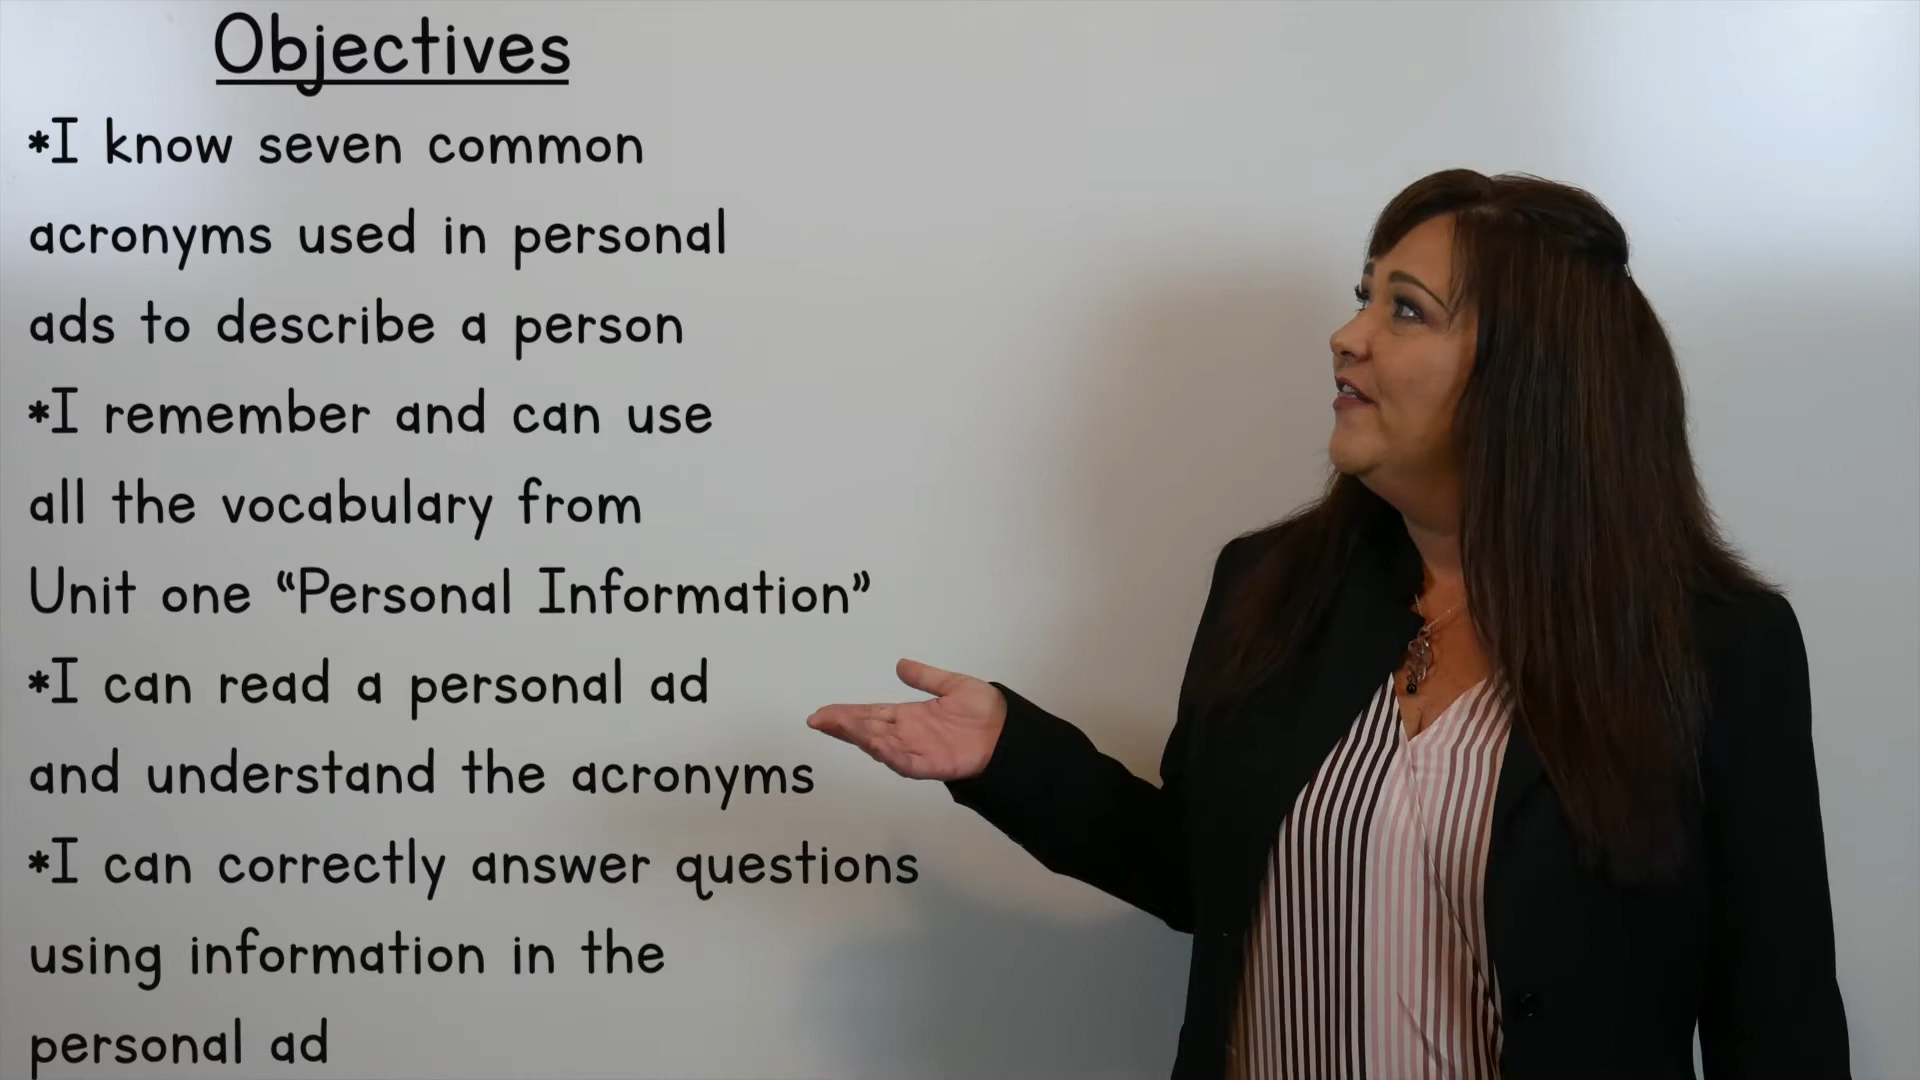 Objectives
*I know seven common
acronyms used in personal
ads to describe a person
*I remember and can use
all the vocabulary from
Unit one “Personal Information”
*I can read a personal ad
and understand the acronyms
*I can correctly answer questions
using information in the
personal ad